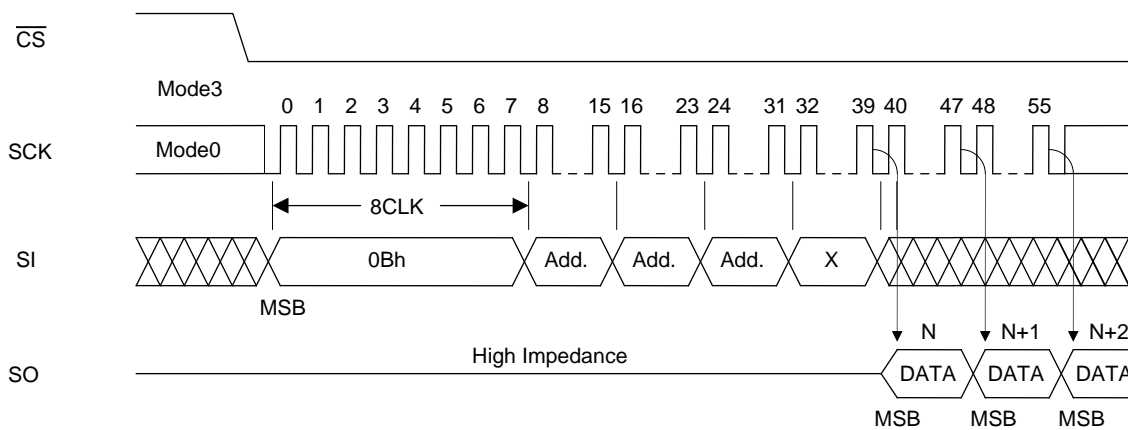 CS
Mode3
0 1 2 3 4 5 6 7 8 15 16 23 24 31 32 39 40 47 48 55
SCK
Mode0
8CLK
SI
0Bh Add. Add. Add. X
MSB
N N+1 N+2
High Impedance
SO
DATA DATA DATA
MSB MSB MSB